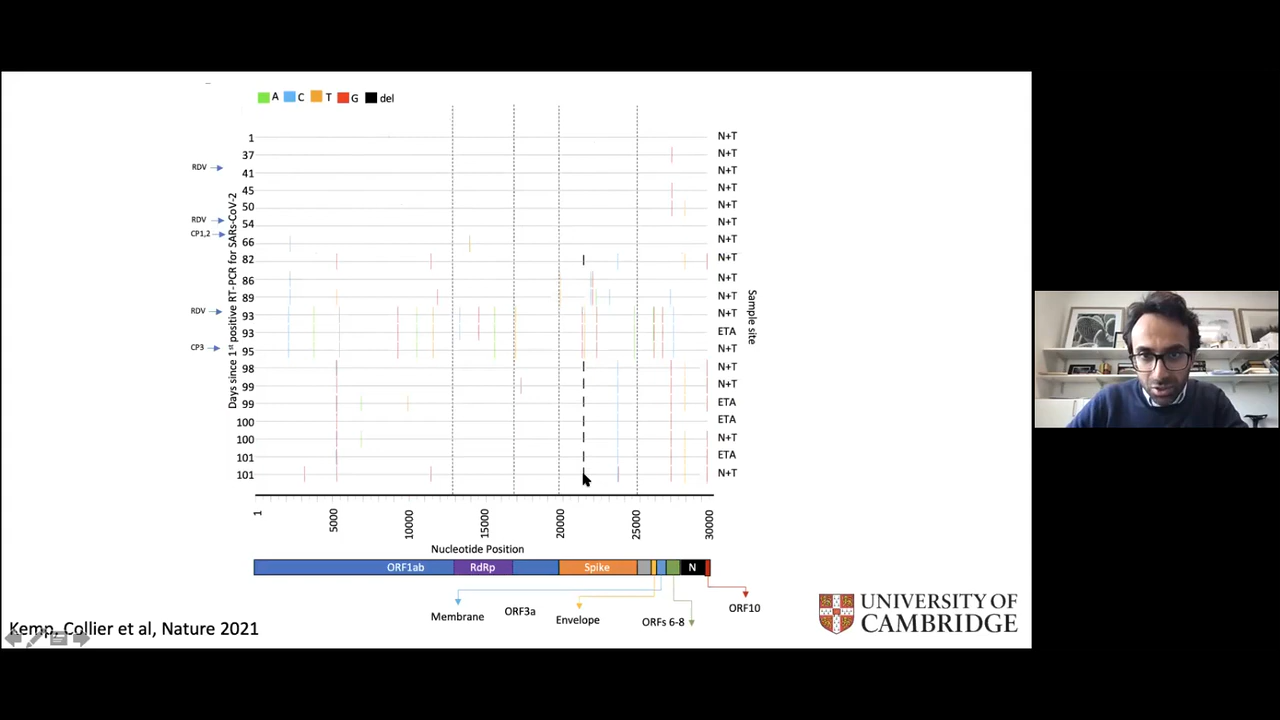 A C T G del
1 N+T
37 N+T
RDV
41 N+T
45 N+T
50 N+T
RDV
54 N+T
CP1,2
66 N+T
82 N+T
86 N+T
89 N+T
RDV
93 N+T
93 ETA
CP3
95 N+T
98 N+T
99 N+T
99 ETA
100 ETA
100 N+T
101 ETA
101 N+T
Days since 1st positive RT-PCR for SARs-CoV-2
Sample site
1 5000 10000 15000 20000 25000 30000
Nucleotide Position
ORF1ab RdRp Spike N
Membrane ORF3a Envelope ORFs 6-8 ORF10
Kemp, Collier et al, Nature 2021
UNIVERSITY OF
CAMBRIDGE